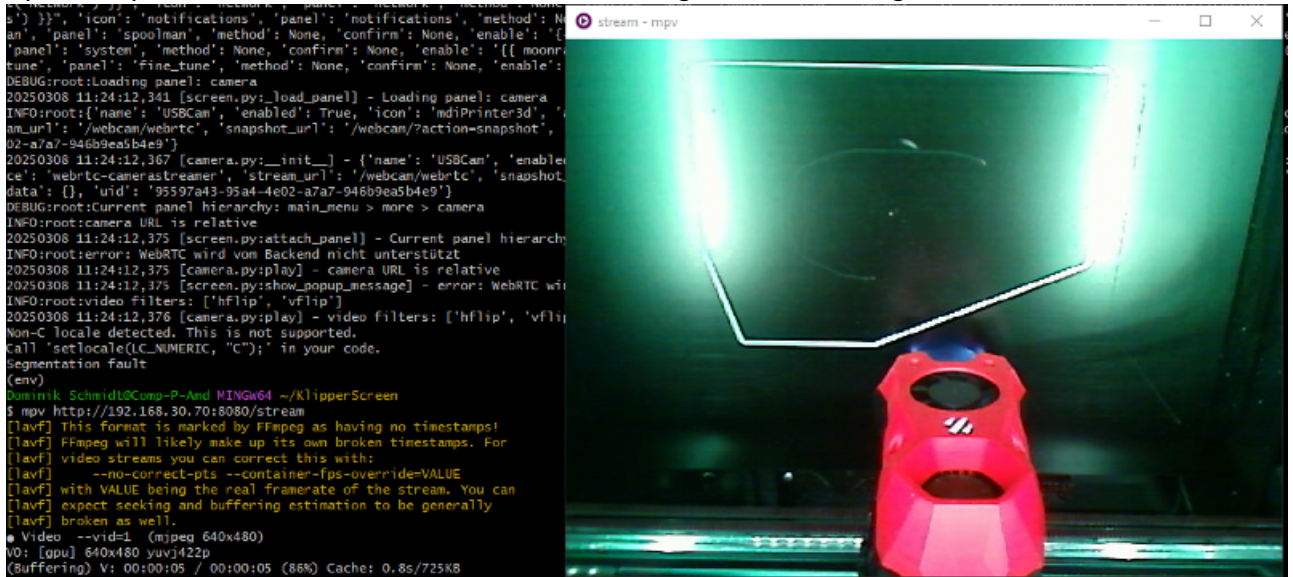 s') }}", 'icon': 'notifications', 'panel': 'notifications', 'method': N
an', 'panel': 'spoolman', 'method': None, 'confirm': None, 'enable': '{
'panel': 'system', 'method': None, 'confirm': None, 'enable': '{{ moonr
tune', 'panel': 'fine_tune', 'method': None, 'confirm': None, 'enable':
DEBUG:root:Loading panel: camera
20250308 11:24:12,341 [screen.py:_load_panel] - Loading panel: camera
INFO:root:{'name': 'USBCam', 'enabled': True, 'icon': 'mdiPrinter3d', '
am_url': '/webcam/webrtc', 'snapshot_url': '/webcam/?action=snapshot',
02-a7a7-946b9ea5b4e9'}
20250308 11:24:12,367 [camera.py:__init__] - {'name': 'USBCam', 'enable
ce': 'webrtc-camerastreamer', 'stream_url': '/webcam/webrtc', 'snapshot_
data': {}, 'uid': '95597a43-95a4-4e02-a7a7-946b9ea5b4e9'}
DEBUG:root:Current panel hierarchy: main_menu > more > camera
INFO:root:camera URL is relative
20250308 11:24:12,375 [screen.py:attach_panel] - Current panel hierarch
INFO:root:error: WebRTC wird vom Backend nicht unterstützt
20250308 11:24:12,375 [camera.py:play] - camera URL is relative
20250308 11:24:12,375 [screen.py:show_popup_message] - error: WebRTC wi
INFO:root:video filters: ['hflip', 'vflip']
20250308 11:24:12,376 [camera.py:play] - video filters: ['hflip', 'vfli
Non-C locale detected. This is not supported.
Call 'setlocale(LC_NUMERIC, "C");' in your code.
Segmentation fault
(env)
Dominik Schmidt@Comp-P-Amd MINGW64 ~/KlipperScreen
$ mpv http://192.168.30.70:8080/stream
[lavf] This format is marked by FFmpeg as having no timestamps!
[lavf] FFmpeg will likely make up its own broken timestamps. For
[lavf] video streams you can correct this with:
[lavf]     --no-correct-pts --container-fps-override=VALUE
[lavf] with VALUE being the real framerate of the stream. You can
[lavf] expect seeking and buffering estimation to be generally
[lavf] broken as well.
● Video  --vid=1  (mjpeg 640x480)
VO: [gpu] 640x480 yuvj422p
(Buffering) V: 00:00:05 / 00:00:05 (86%) Cache: 0.8s/725KB
stream - mpv